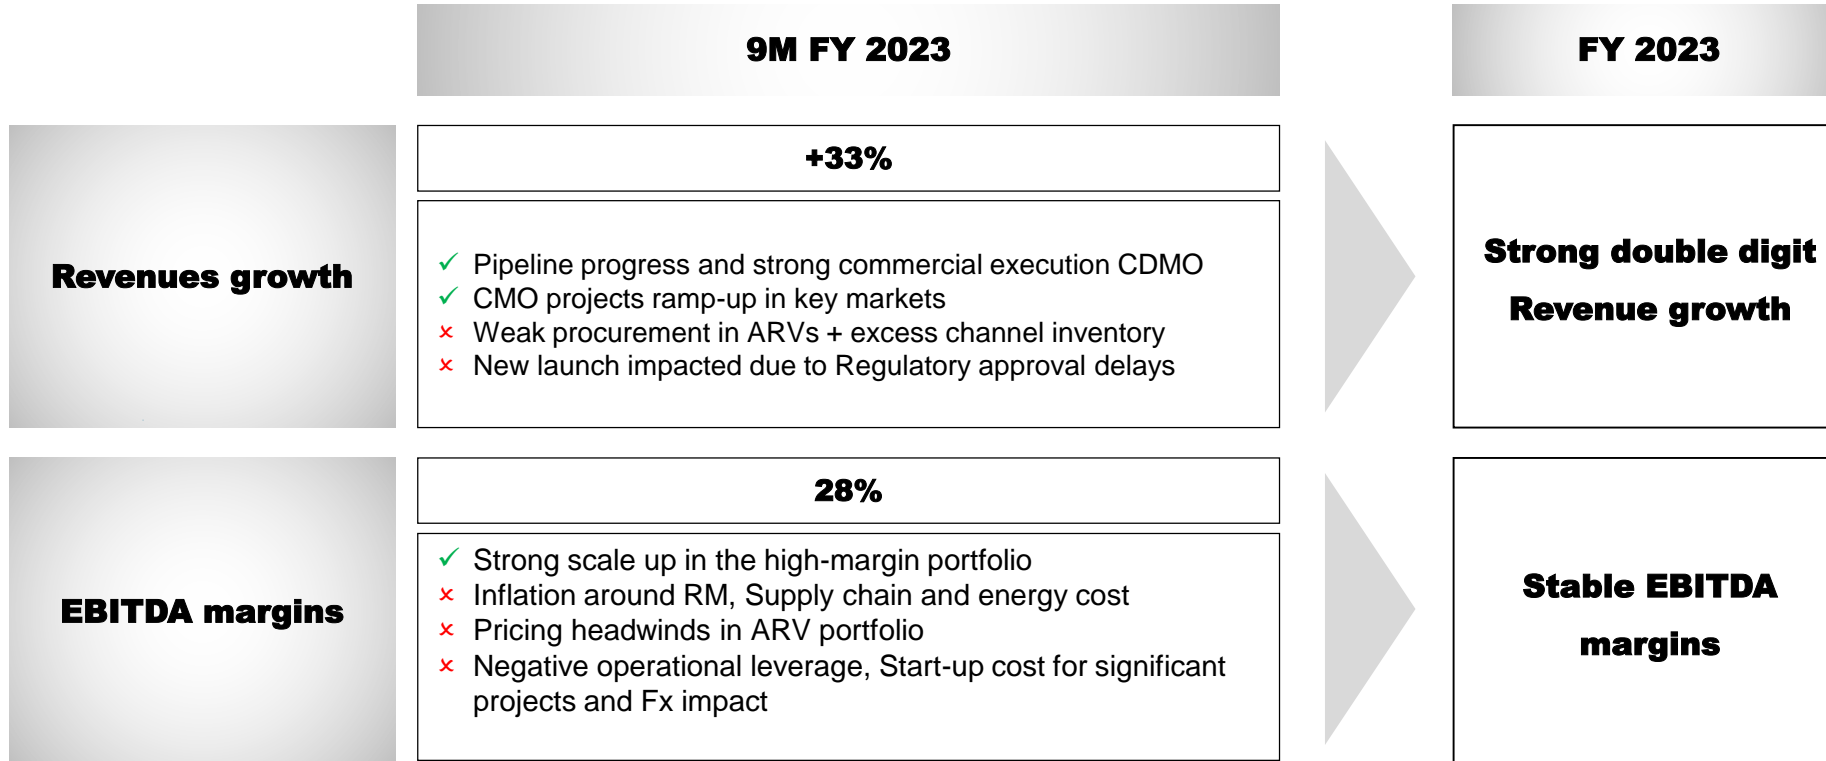 9M FY 2023
FY 2023
Revenues growth
+33%
✓ Pipeline progress and strong commercial execution CDMO
✓ CMO projects ramp-up in key markets
× Weak procurement in ARVs + excess channel inventory
× New launch impacted due to Regulatory approval delays
Strong double digit
Revenue growth
EBITDA margins
28%
✓ Strong scale up in the high-margin portfolio
× Inflation around RM, Supply chain and energy cost
× Pricing headwinds in ARV portfolio
× Negative operational leverage, Start-up cost for significant
projects and Fx impact
Stable EBITDA
margins